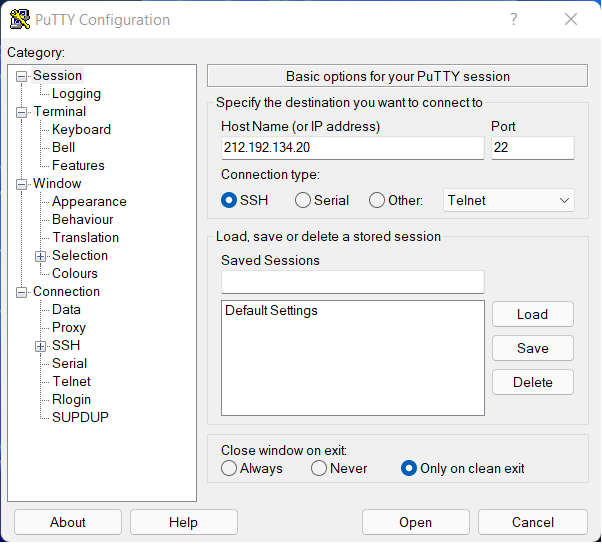 PuTTY Configuration
?
Category:
Session
Logging
Terminal
Keyboard
Bell
Features
Window
Appearance
Behaviour
Translation
Selection
Colours
Connection
Data
Proxy
SSH
Serial
Telnet
Rlogin
SUPDUP
Basic options for your PuTTY session
Specify the destination you want to connect to
Host Name (or IP address) Port
212.192.134.20 22
Connection type:
SSH Serial Other: Telnet
Load, save or delete a stored session
Saved Sessions
Default Settings
Load
Save
Delete
Close window on exit:
Always Never Only on clean exit
About Help Open Cancel